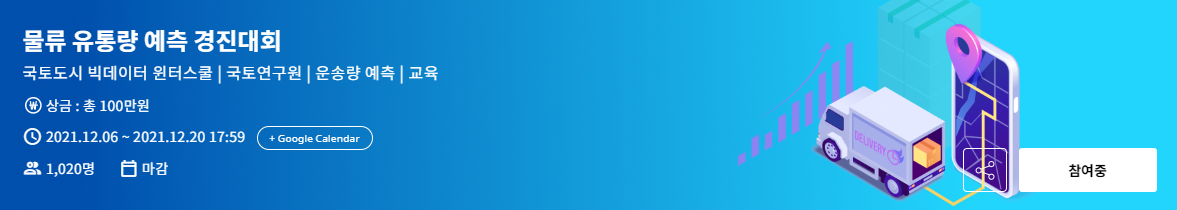 물류 유통량 예측 경진대회
국토도시 빅데이터 윈터스쿨 | 국토연구원 | 운송량 예측 | 교육
₩ 상금 : 총 100만원
2021.12.06 ~ 2021.12.20 17:59 + Google Calendar
1,020명 마감
DELIVERY
참여중